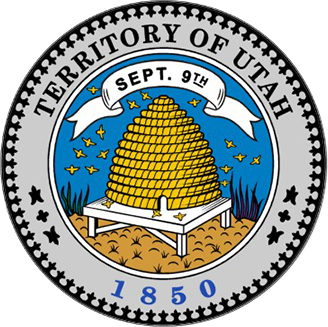 TERRITORY OF UTAH
SEPT. 9TH
1850